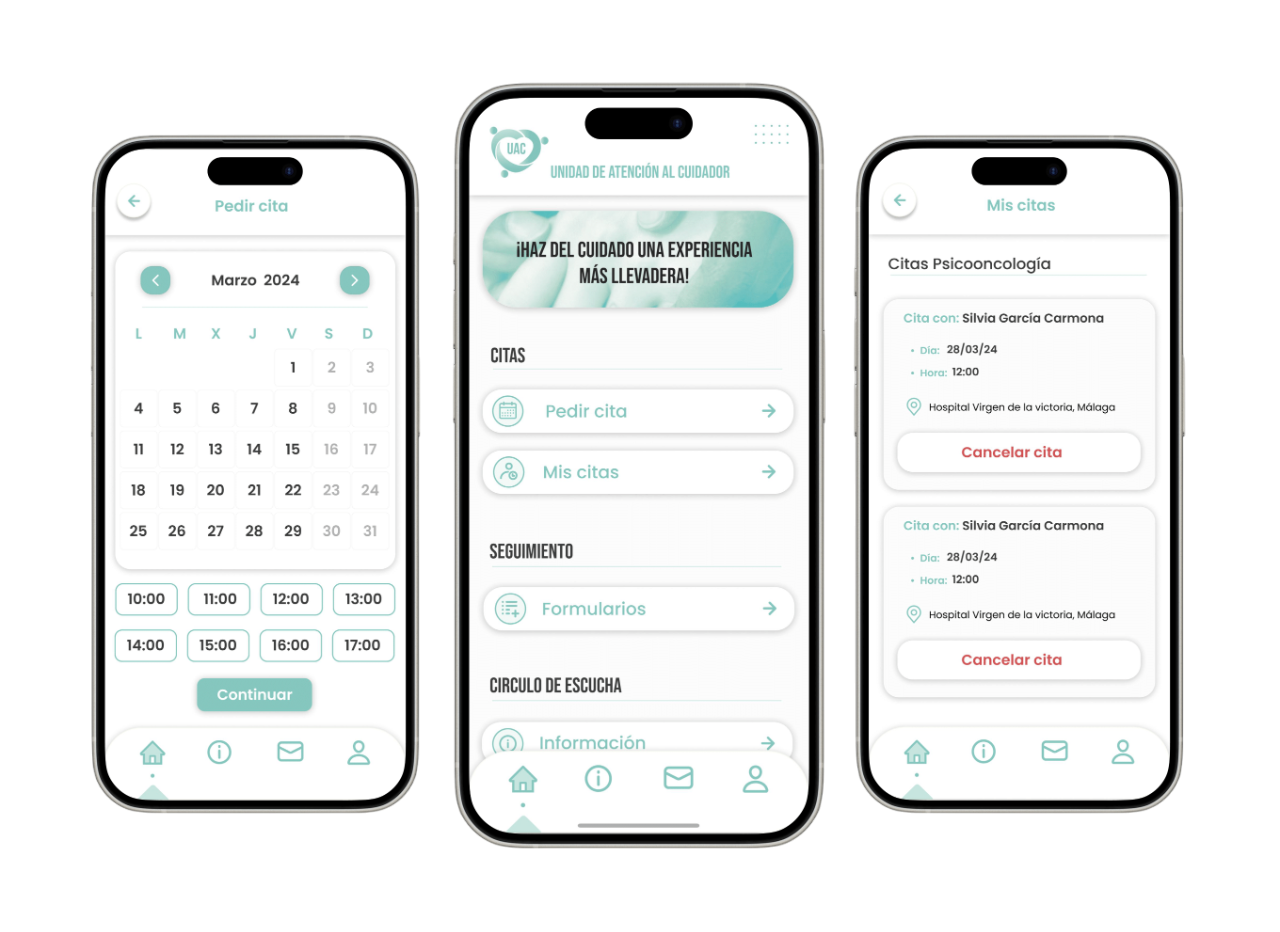 Pedir cita
Marzo 2024
L M X J V S D
1 2 3
4 5 6 7 8 9 10
11 12 13 14 15 16 17
18 19 20 21 22 23 24
25 26 27 28 29 30 31
10:00 11:00 12:00 13:00
14:00 15:00 16:00 17:00
Continuar
UAC
UNIDAD DE ATENCIÓN AL CUIDADOR
¡HAZ DEL CUIDADO UNA EXPERIENCIA
MÁS LLEVADERA!
CITAS
Pedir cita
Mis citas
SEGUIMIENTO
Formularios
CIRCULO DE ESCUCHA
Información
Mis citas
Citas Psicooncología
Cita con: Silvia García Carmona
• Dia: 28/03/24
• Hora: 12:00
Hospital Virgen de la victoria, Málaga
Cancelar cita
Cita con: Silvia García Carmona
• Dia: 28/03/24
• Hora: 12:00
Hospital Virgen de la victoria, Málaga
Cancelar cita